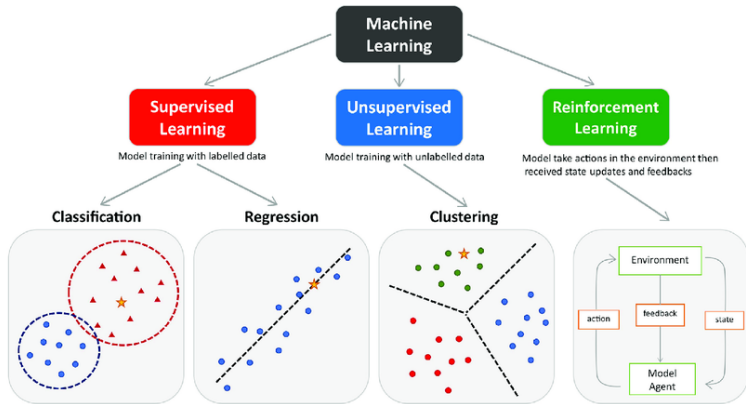 Machine
Learning
Supervised
Learning
Unsupervised
Learning
Reinforcement
Learning
Model training with labelled data
Model training with unlabelled data
Model take actions in the environment then
received state updates and feedbacks
Classification
Regression
Clustering
Environment
action
feedback
state
Model
Agent